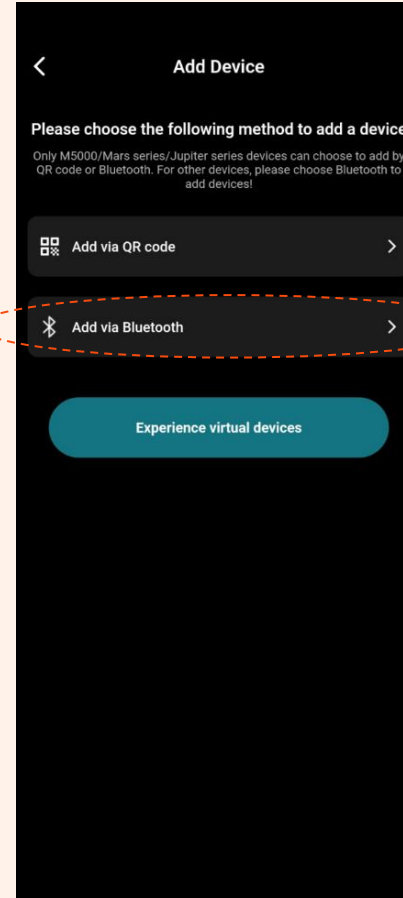 Add Device
Please choose the following method to add a device
Only M5000/Mars series/Jupiter series devices can choose to add by
QR code or Bluetooth. For other devices, please choose Bluetooth to
add devices!
Add via QR code
Add via Bluetooth
Experience virtual devices